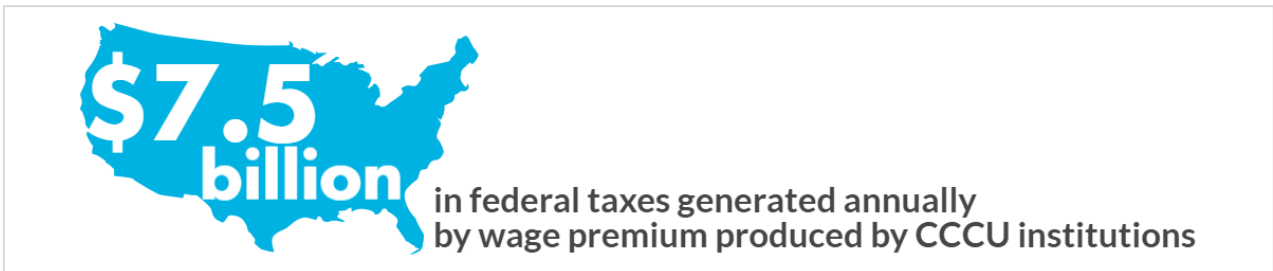 $7.5
billion
in federal taxes generated annually
by wage premium produced by CCCU institutions